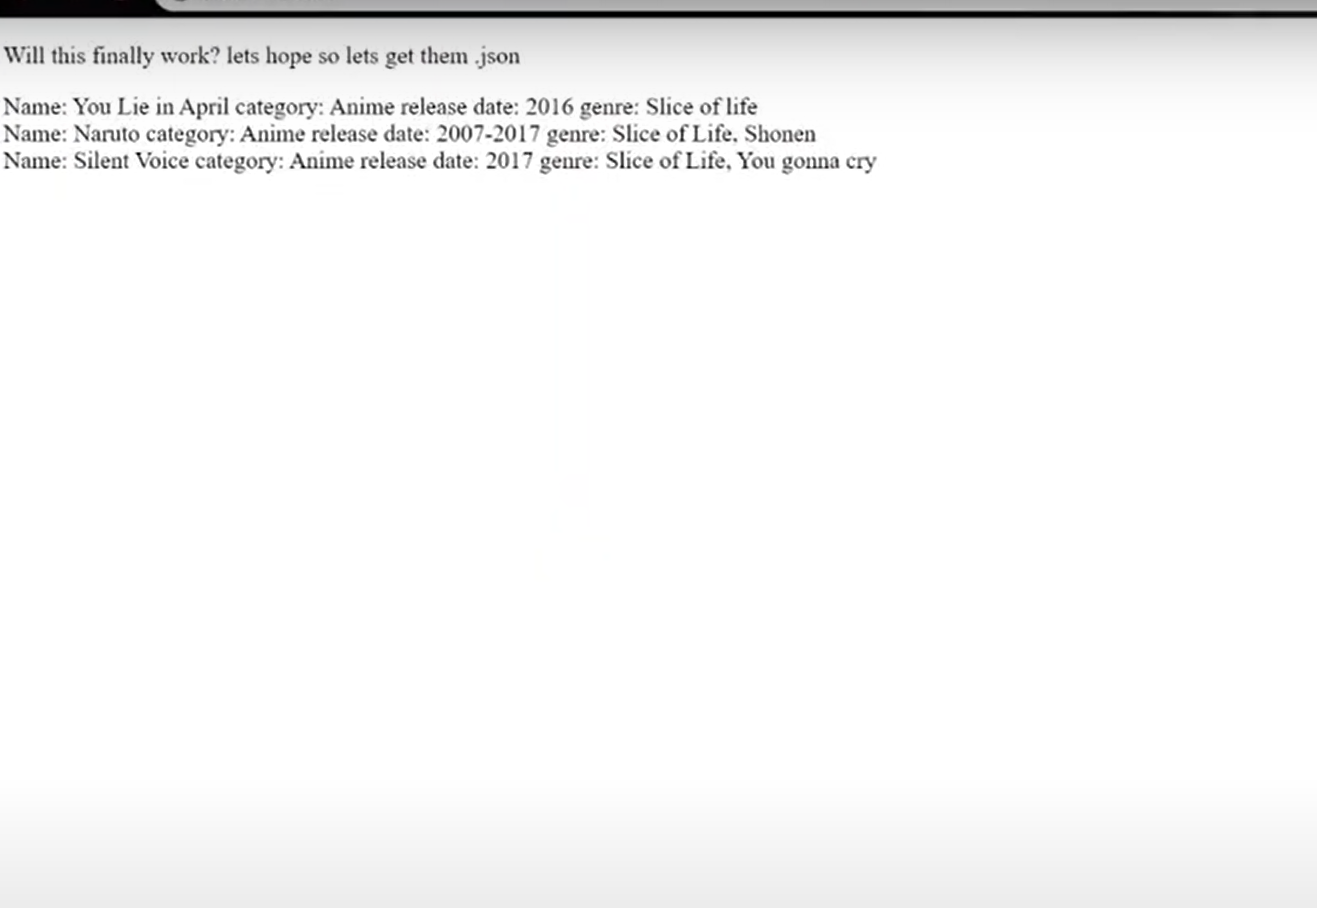 Will this finally work? lets hope so lets get them .json
Name: You Lie in April category: Anime release date: 2016 genre: Slice of life
Name: Naruto category: Anime release date: 2007-2017 genre: Slice of Life, Shonen
Name: Silent Voice category: Anime release date: 2017 genre: Slice of Life, You gonna cry